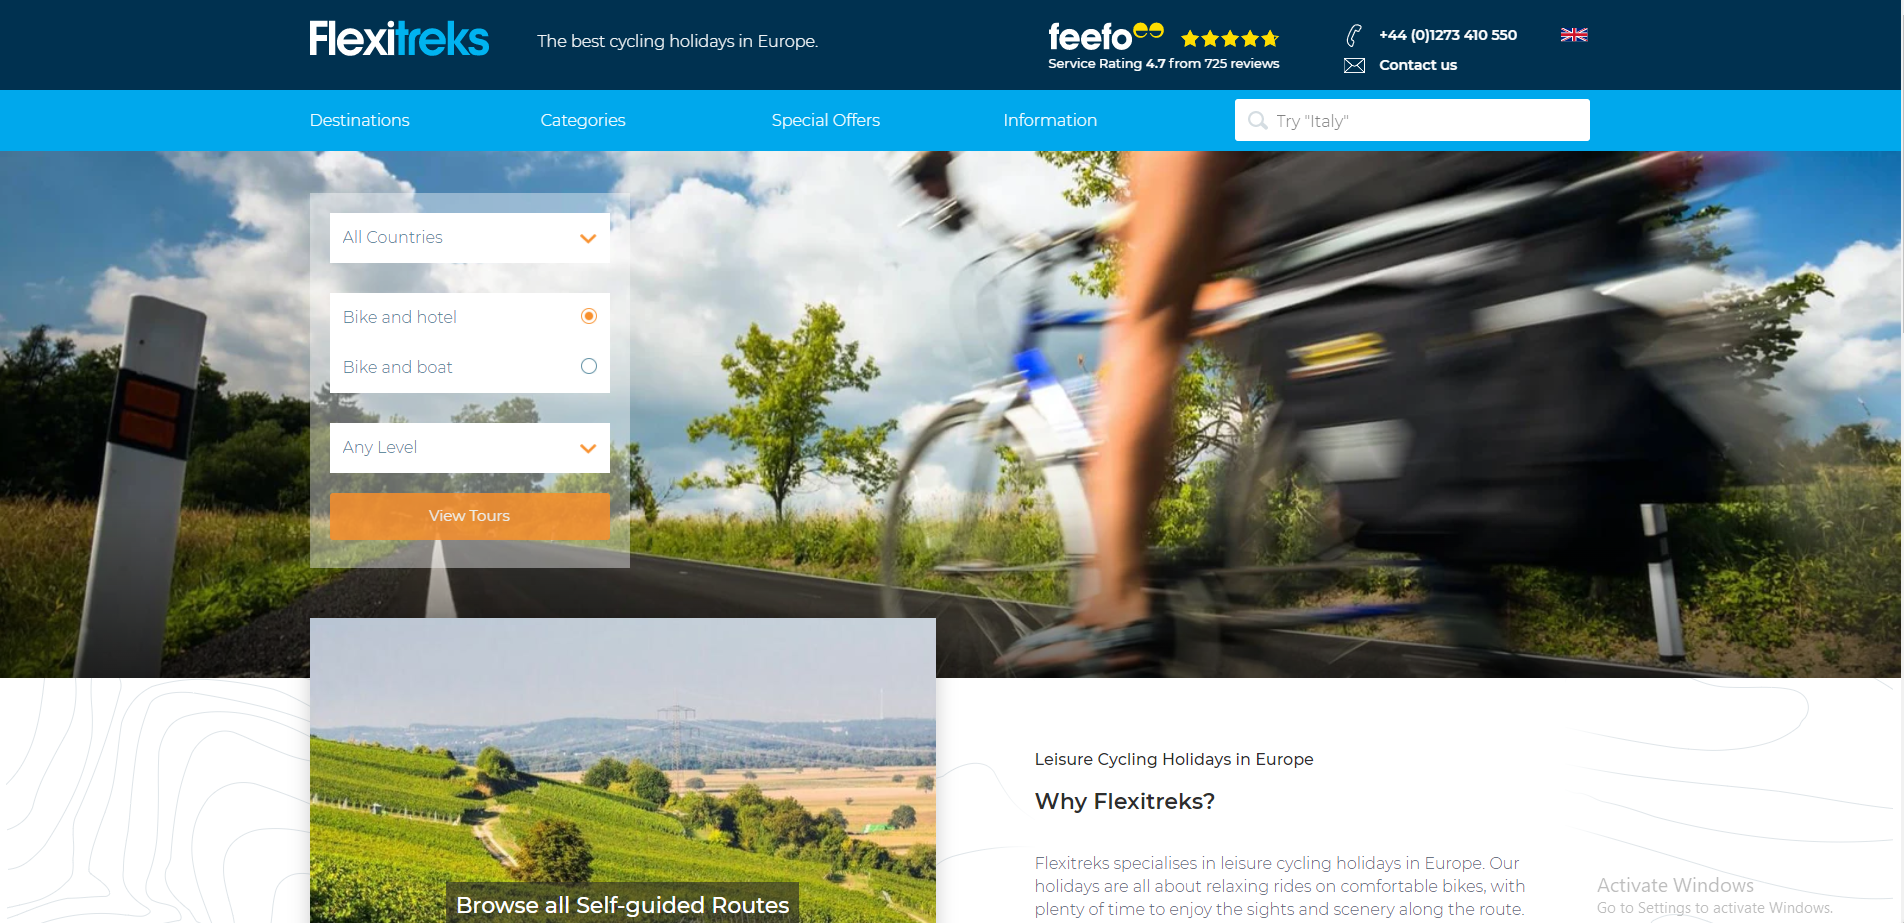 Flexitreks
The best cycling holidays in Europe.
feefo
Service Rating 4.7 from 725 reviews
+44 (0)1273 410 550
Contact us
Destinations
Categories
Special Offers
Information
Try "Italy"
All Countries
Bike and hotel
Bike and boat
Any Level
View Tours
Browse all Self-guided Routes
Leisure Cycling Holidays in Europe
Why Flexitreks?
Flexitreks specialises in leisure cycling holidays in Europe. Our
holidays are all about relaxing rides on comfortable bikes, with
plenty of time to enjoy the sights and scenery along the route.
Activate Windows
Go to Settings to activate Windows.